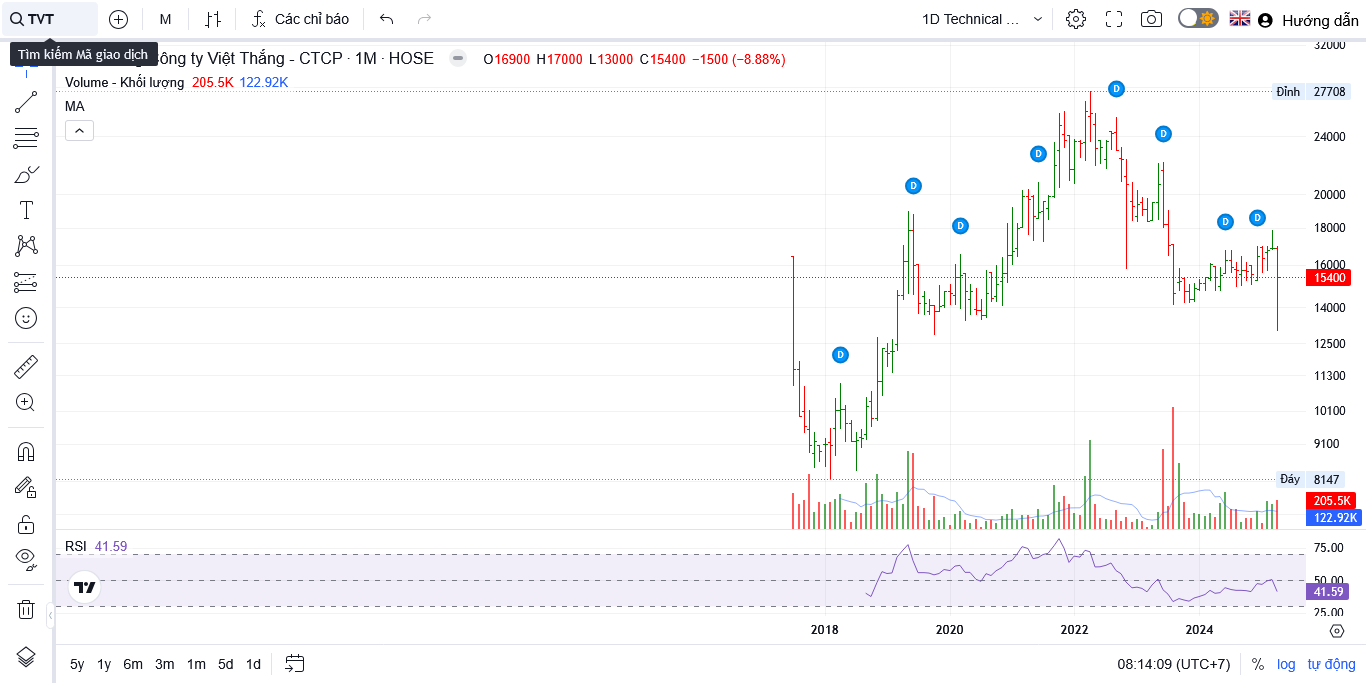 TVT M Các chỉ báo 1D Technical ... Hướng dẫn
Tìm kiếm Mã giao dịch
ông ty Việt Thắng - CTCP · 1M · HOSE O16900 H17000 L13000 C15400 −1500 (−8.88%)
Volume - Khối lượng 205.5K 122.92K
MA
32000
Đỉnh 27708
24000
20000
18000
16000
15400
14000
12500
11300
10100
9100
Đáy 8147
205.5K
122.92K
D
D
D
D
D
D
D
D
RSI 41.59
75.00
50.00
41.59
25.00
2018 2020 2022 2024
5y 1y 6m 3m 1m 5d 1d 08:14:09 (UTC+7) % log tự động